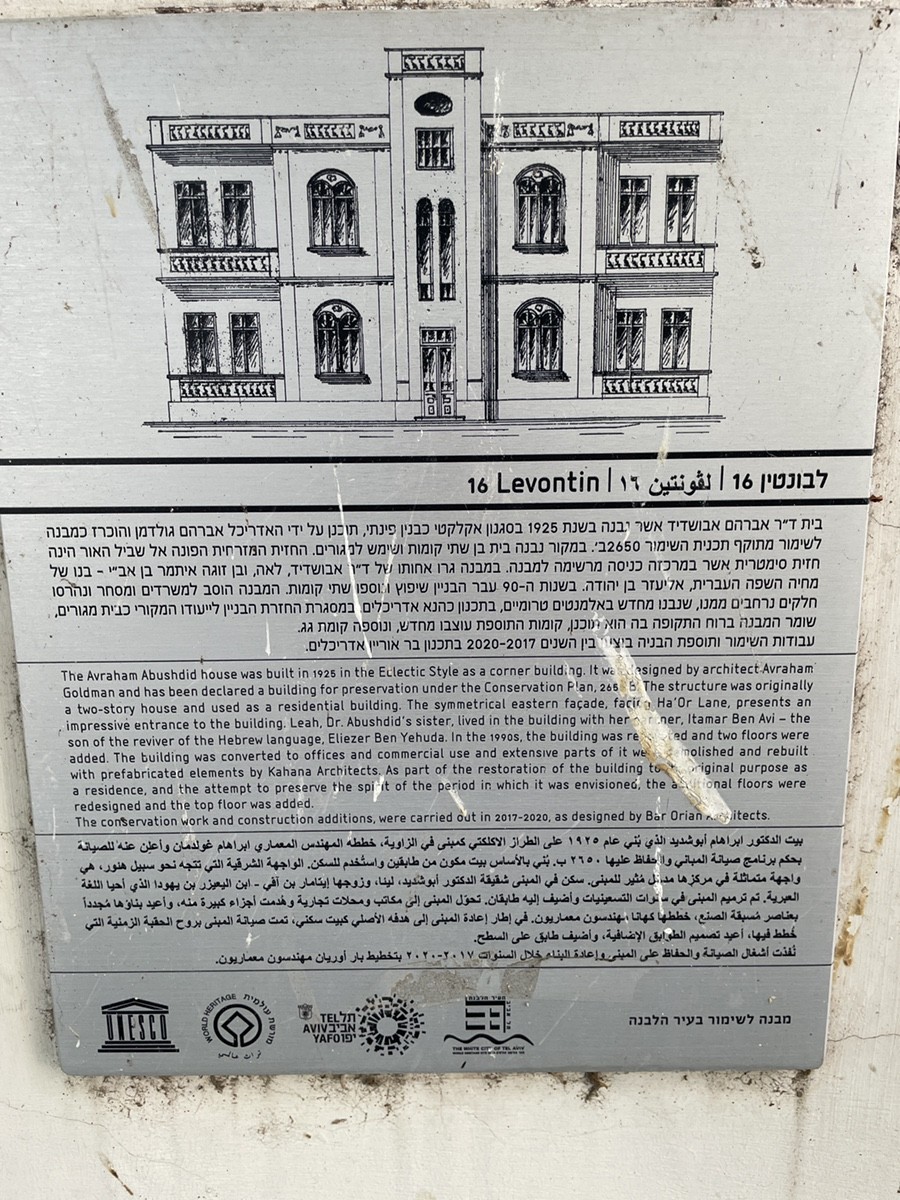 לבונטין 16 | لڤونتين ١٦ | 16 Levontin
בית ד״ר אברהם אבושדיד אשר נבנה בשנת 1925 בסגנון אקלקטי כבנין פינתי, תוכנן על ידי האדריכל אברהם גולדמן והוכרז כמבנה
לשימור מתוקף תכנית השימור 2650ב׳. במקור נבנה בית בן שתי קומות ושימש למגורים. החזית המזרחית הפונה אל שביל האור הינה
חזית סימטרית אשר במרכזה כניסה מרשימה למבנה. במבנה גרו אחותו של ד״ר אבושדיד, לאה, ובן זוגה איתמר בן אב״י - בנו של
מחיה השפה העברית, אליעזר בן יהודה. בשנות ה-90 עבר הבניין שיפוץ ונוספו שתי קומות. המבנה הוסב למשרדים ומסחר ונהרסו
חלקים נרחבים ממנו, שנבנו מחדש באלמנטים טרומיים, בתכנון כהנא אדריכלים. במסגרת החזרת הבניין לייעודו המקורי כבית מגורים,
שומר המבנה ברוח התקופה בה הוא תוכנן, קומות התוספת עוצבו מחדש, ונוספה קומת גג.
עבודות השימור ותוספת הבניה ביצעו בין השנים 2020-2017 בתכנון בר אוריין אדריכלים.
The Avraham Abushdid house was built in 1925 in the Eclectic Style as a corner building. It was designed by architect Avraham
Goldman and has been declared a building for preservation under the Conservation Plan, B. The structure was originally
a two-story house and used as a residential building. The symmetrical eastern façade, facing Ha'Or Lane, presents an
impressive entrance to the building. Leah, Dr. Abushdid's sister, lived in the building with her partner, Itamar Ben Avi – the
son of the reviver of the Hebrew language, Eliezer Ben Yehuda. In the 1990s, the building was and two floors were
added. The building was converted to offices and commercial use and extensive parts of it were demolished and rebuilt
with prefabricated elements by Kahana Architects. As part of the restoration of the building to original purpose as
a residence, and the attempt to preserve the spirit of the period in which it was envisioned, the additional floors were
redesigned and the top floor was added.
The conservation work and construction additions, were carried out in 2017-2020, as designed by Bar Orian Architects.
بيت الدكتور ابراهام أبوشديد الذي بُني عام ١٩٢٥ على الطراز الاكلكتي كمبنى في الزاوية، خططه المهندس المعماري ابراهام غولدمان وأعلن عنه للصيانة
بحكم برنامج صيانة المباني والحفاظ عليها ٢٦٥٠ ب. بُني بالأساس بيت مكون من طابقين واستُخدم للسكن. الواجهة الشرقية التي تتجه نحو سبيل هئور، هي
واجهة متماثلة في مركزها مدخل مُثير للمبنى. سكن في المبنى شقيقة الدكتور أبوشديد، ليئا، وزوجها إيتامار بن آفي - ابن اليعيزر بن يهودا الذي أحيا اللغة
العبرية. تم ترميم المبنى في سنوات التسعينيات وأضيف إليه طابقان. تحوّل المبنى إلى مكاتب ومحلات تجارية وهُدمت أجزاء كبيرة منه، وأعيد بناؤها مُجدداً
بعناصر مُسبقة الصنع، خططها كهانا مهندسون معماريون. في إطار إعادة المبنى إلى هدفه الأصلي كبيت سكني، تمت صيانة المبنى بروح الحقبة الزمنية التي
خُطط فيها، أعيد تصميم الطوابق الإضافية، وأضيف طابق على السطح.
نُفذت أشغال الصيانة والحفاظ على المبنى وإعادة البناء خلال السنوات ٢٠١٧-٢٠٢٠ بتخطيط بار أوريان مهندسون معماريون.
מבנה לשימור בעיר הלבנה
העיר הלבנה
תל אביב
THE WHITE CITY OF TEL AVIV
TEL תל
AVIV אביב
YAFO יפו
WORLD HERITAGE מורשת עולמית
UNESCO